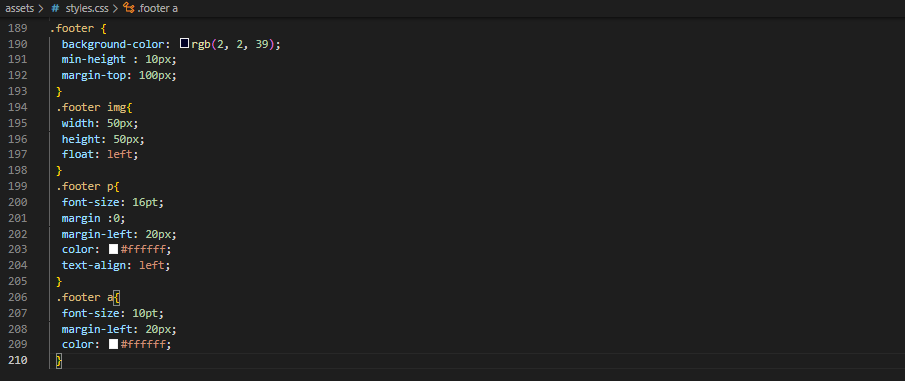 assets > # styles.css > .footer a
189 .footer {
190 background-color: rgb(2, 2, 39);
191 min-height : 10px;
192 margin-top: 100px;
193 }
194 .footer img{
195 width: 50px;
196 height: 50px;
197 float: left;
198 }
199 .footer p{
200 font-size: 16pt;
201 margin :0;
202 margin-left: 20px;
203 color: #ffffff;
204 text-align: left;
205 }
206 .footer a{
207 font-size: 10pt;
208 margin-left: 20px;
209 color: #ffffff;
210 }